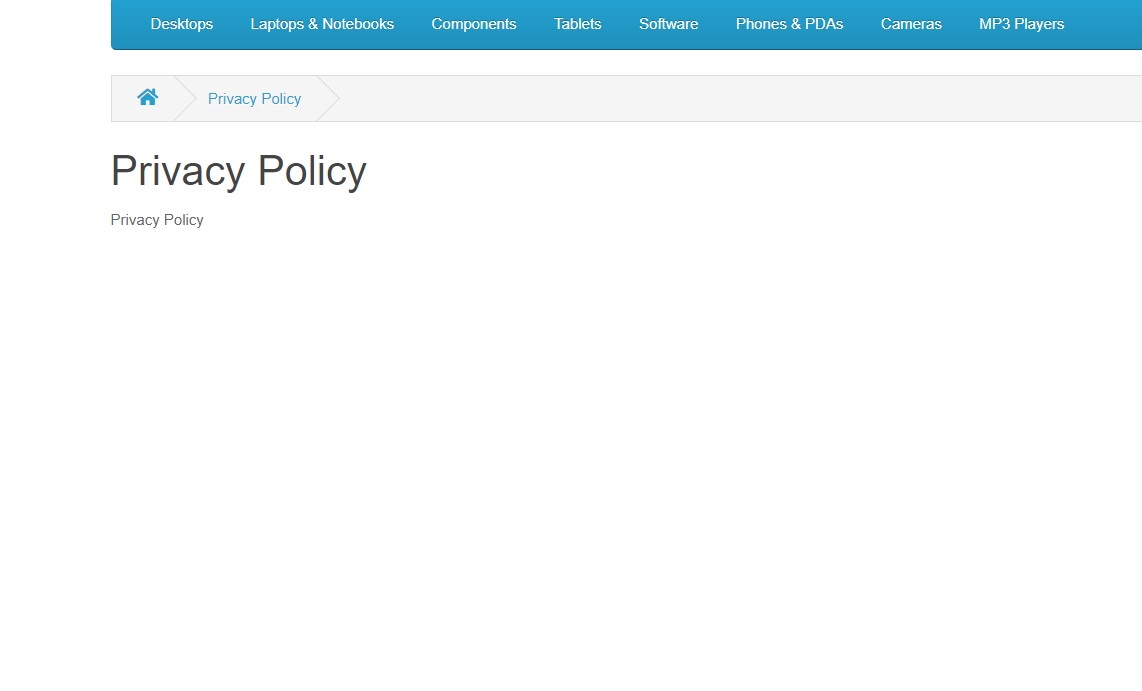 Desktops Laptops & Notebooks Components Tablets Software Phones & PDAs Cameras MP3 Players
Privacy Policy
Privacy Policy
Privacy Policy